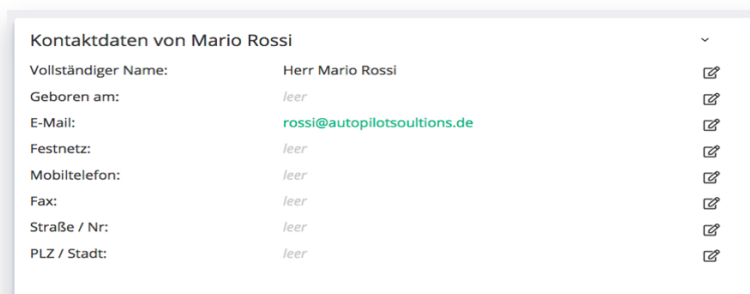 Kontaktdaten von Mario Rossi
Vollständiger Name: Herr Mario Rossi
Geboren am: leer
E-Mail: rossi@autopilotsoultions.de
Festnetz: leer
Mobiltelefon: leer
Fax: leer
Straße / Nr: leer
PLZ / Stadt: leer